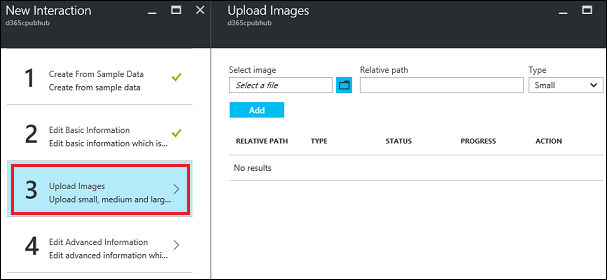 New Interaction
d365cpubhub
1
Create From Sample Data
Create from sample data
2
Edit Basic Information
Edit basic information which is...
3
Upload Images
Upload small, medium and larg...
4
Edit Advanced Information
Edit advanced information whi...
Upload Images
d365cpubhub
Select image Relative path Type
Select a file Small
Add
RELATIVE PATH TYPE STATUS PROGRESS ACTION
No results